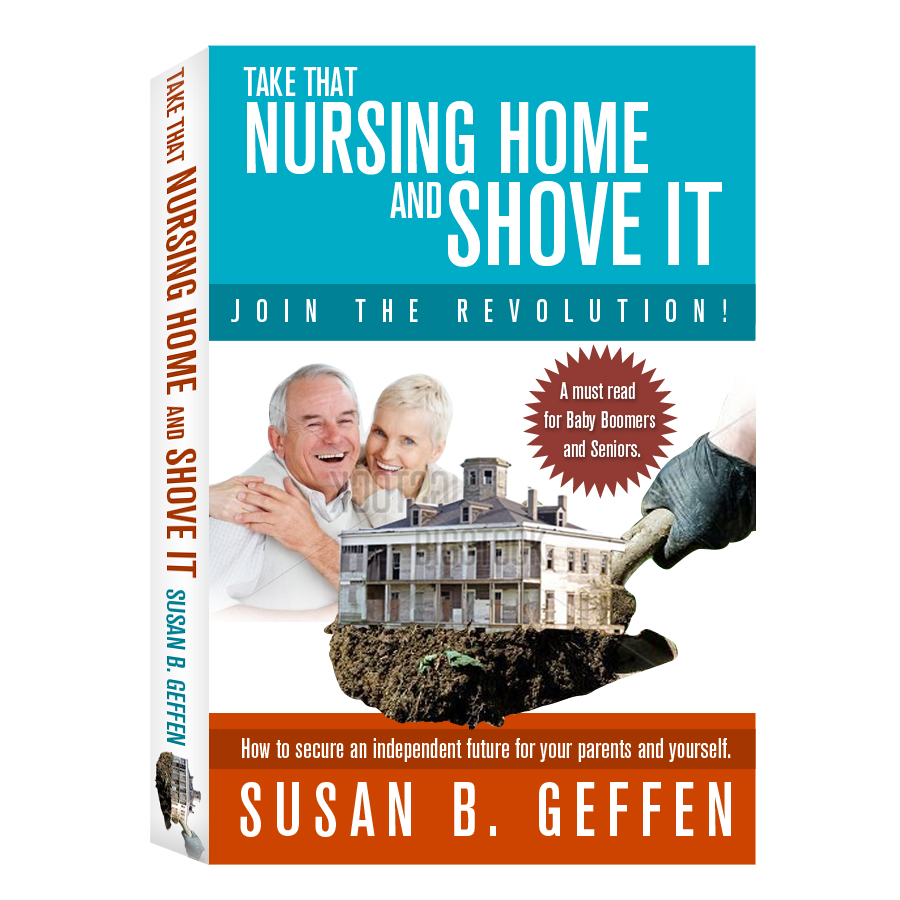 TAKE THAT
NURSING HOME
AND SHOVE IT
JOIN THE REVOLUTION!
A must read
for Baby Boomers
and Seniors.
How to secure an independent future for your parents and yourself.
SUSAN B. GEFFEN
TAKE THAT NURSING HOME AND SHOVE IT SUSAN B. GEFFEN